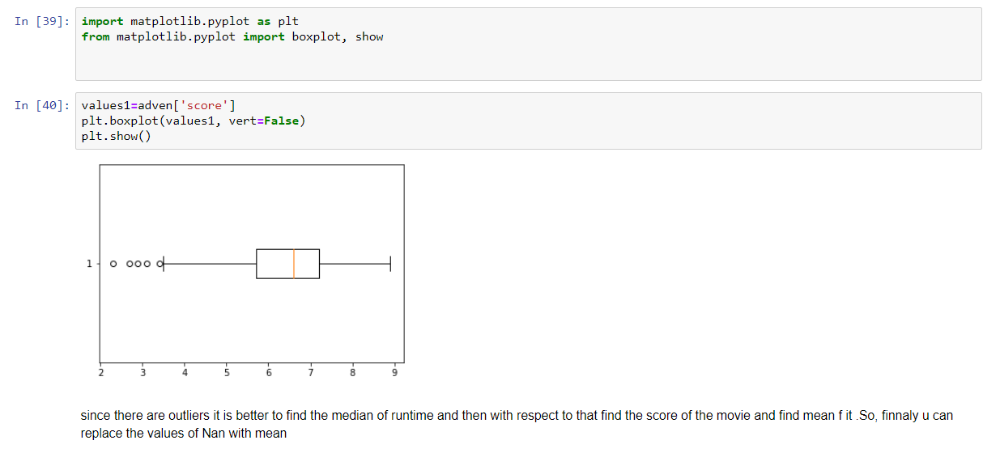 In [39]: import matplotlib.pyplot as plt
from matplotlib.pyplot import boxplot, show
In [40]: values1=adven['score']
plt.boxplot(values1, vert=False)
plt.show()
1
2 3 4 5 6 7 8 9
since there are outliers it is better to find the median of runtime and then with respect to that find the score of the movie and find mean f it .So, finnaly u can
replace the values of Nan with mean